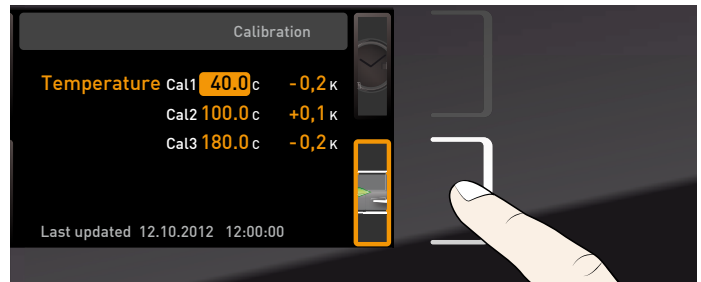 Calibration
Temperature Cal1 40.0 c -0,2 K
Cal2 100.0 c +0,1 K
Cal3 180.0 c -0,2 K
Last updated 12.10.2012 12:00:00